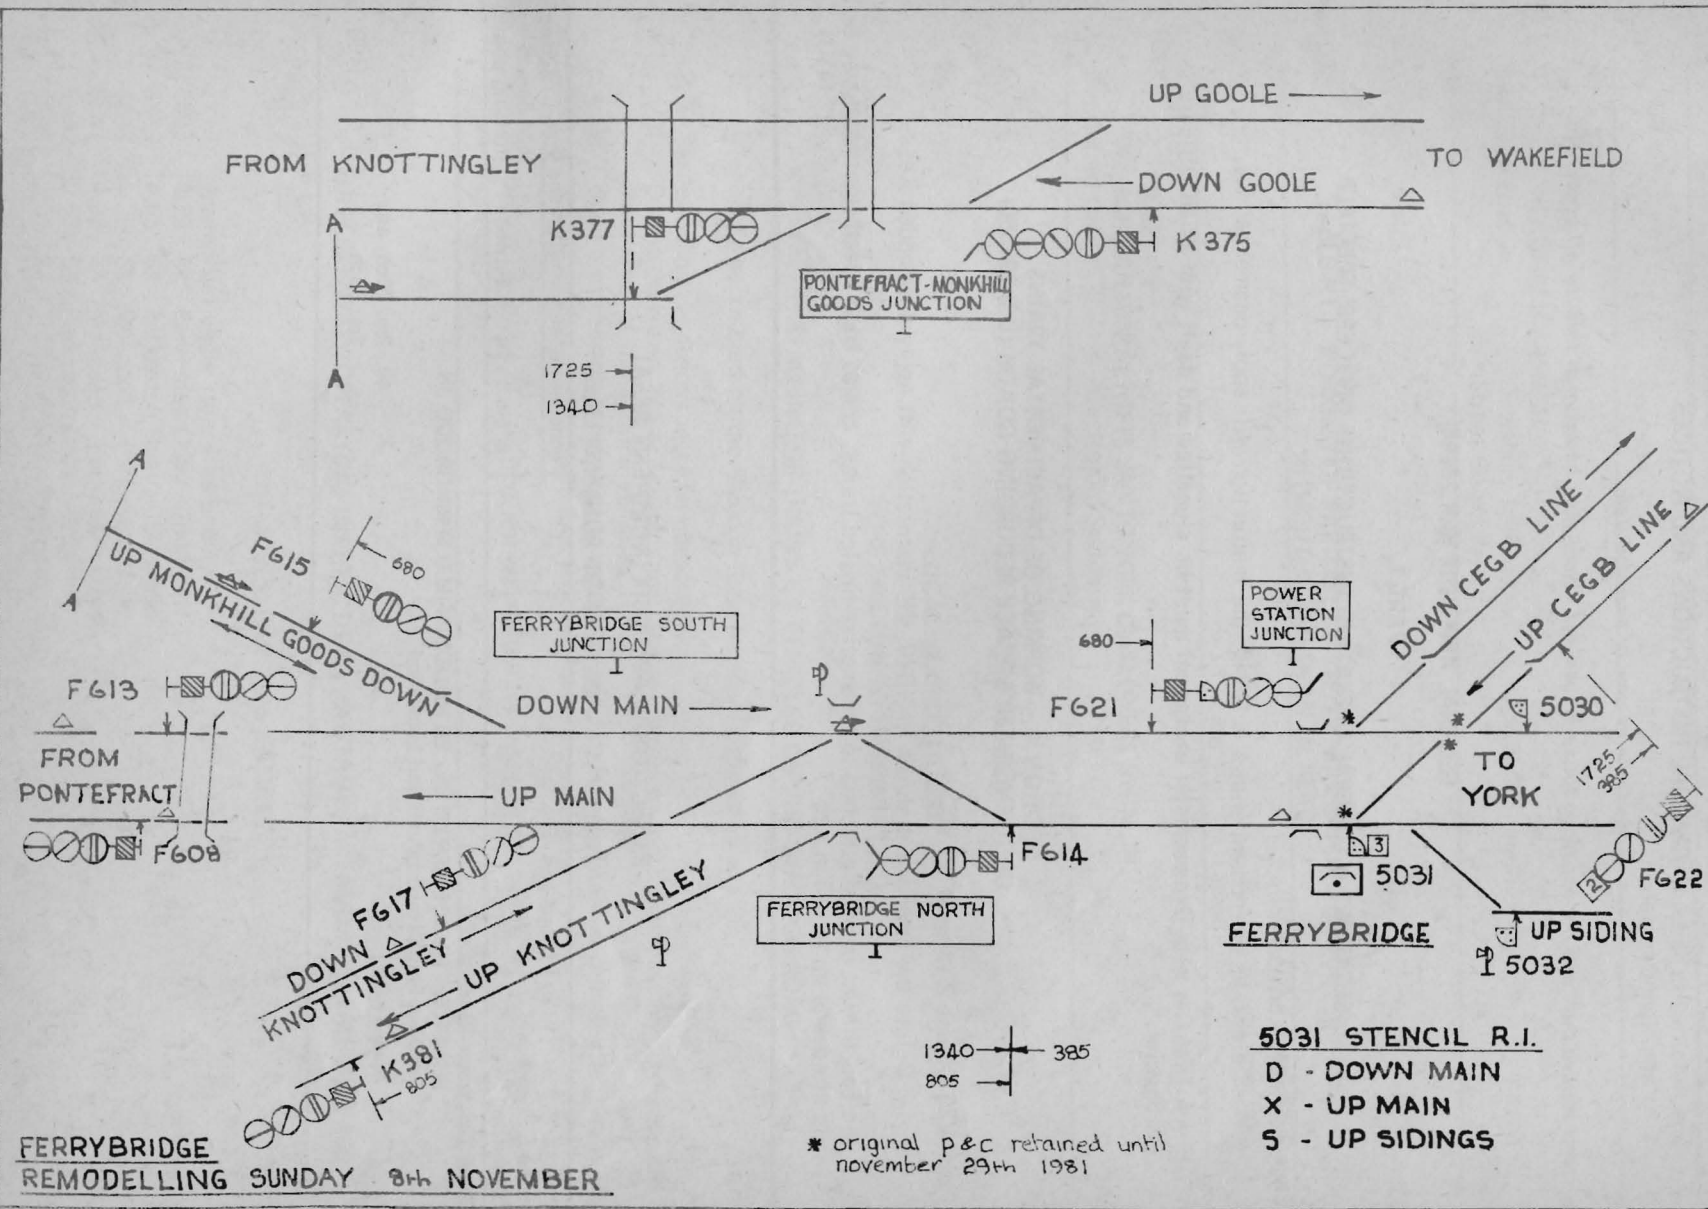 UP GOOLE
FROM KNOTTINGLEY
TO WAKEFIELD
DOWN GOOLE
A
K377
K375
PONTEFRACT-MONKHILL
GOODS JUNCTION
A
1725
1340
A
F615
680
UP MONKHILL GOODS DOWN
A
FERRYBRIDGE SOUTH
JUNCTION
POWER
STATION
JUNCTION
DOWN CEGB LINE
UP CEGB LINE
680
F613
DOWN MAIN
F621
*
*
*
5030
FROM
PONTEFRACT
UP MAIN
TO
YORK
1725
385
*
F608
F617
F614
3
5031
2
F622
DOWN
KNOTTINGLEY
UP KNOTTINGLEY
FERRYBRIDGE NORTH
JUNCTION
FERRYBRIDGE
UP SIDING
5032
K381
805
1340
385
805
5031 STENCIL R.I.
D - DOWN MAIN
X - UP MAIN
S - UP SIDINGS
* original p&c retained until
november 29th 1981
FERRYBRIDGE
REMODELLING SUNDAY 8th NOVEMBER